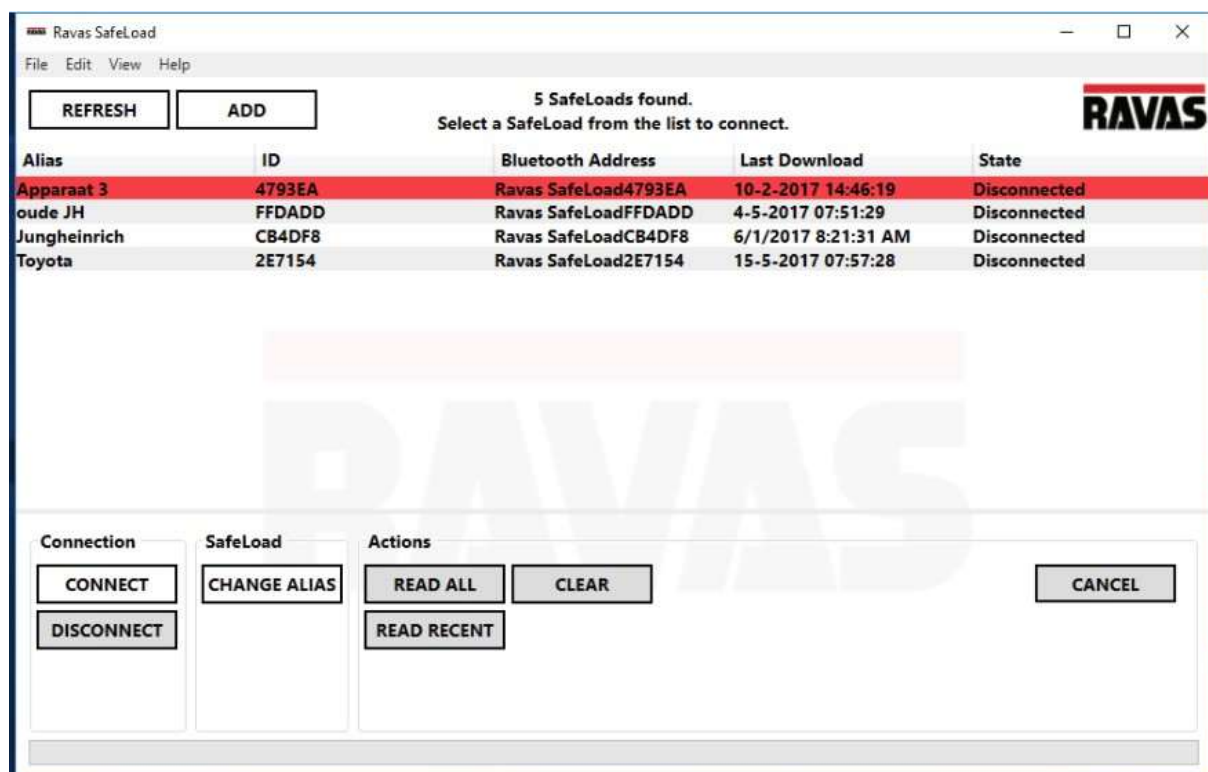 Ravas SafeLoad
File Edit View Help
REFRESH ADD
5 SafeLoads found.
Select a SafeLoad from the list to connect.
RAVAS
Alias ID Bluetooth Address Last Download State
Apparaat 3 4793EA Ravas SafeLoad4793EA 10-2-2017 14:46:19 Disconnected
oude JH FFDADD Ravas SafeLoadFFDADD 4-5-2017 07:51:29 Disconnected
Jungheinrich CB4DF8 Ravas SafeLoadCB4DF8 6/1/2017 8:21:31 AM Disconnected
Toyota 2E7154 Ravas SafeLoad2E7154 15-5-2017 07:57:28 Disconnected
RAVAS
Connection SafeLoad Actions
CONNECT CHANGE ALIAS READ ALL CLEAR CANCEL
DISCONNECT READ RECENT